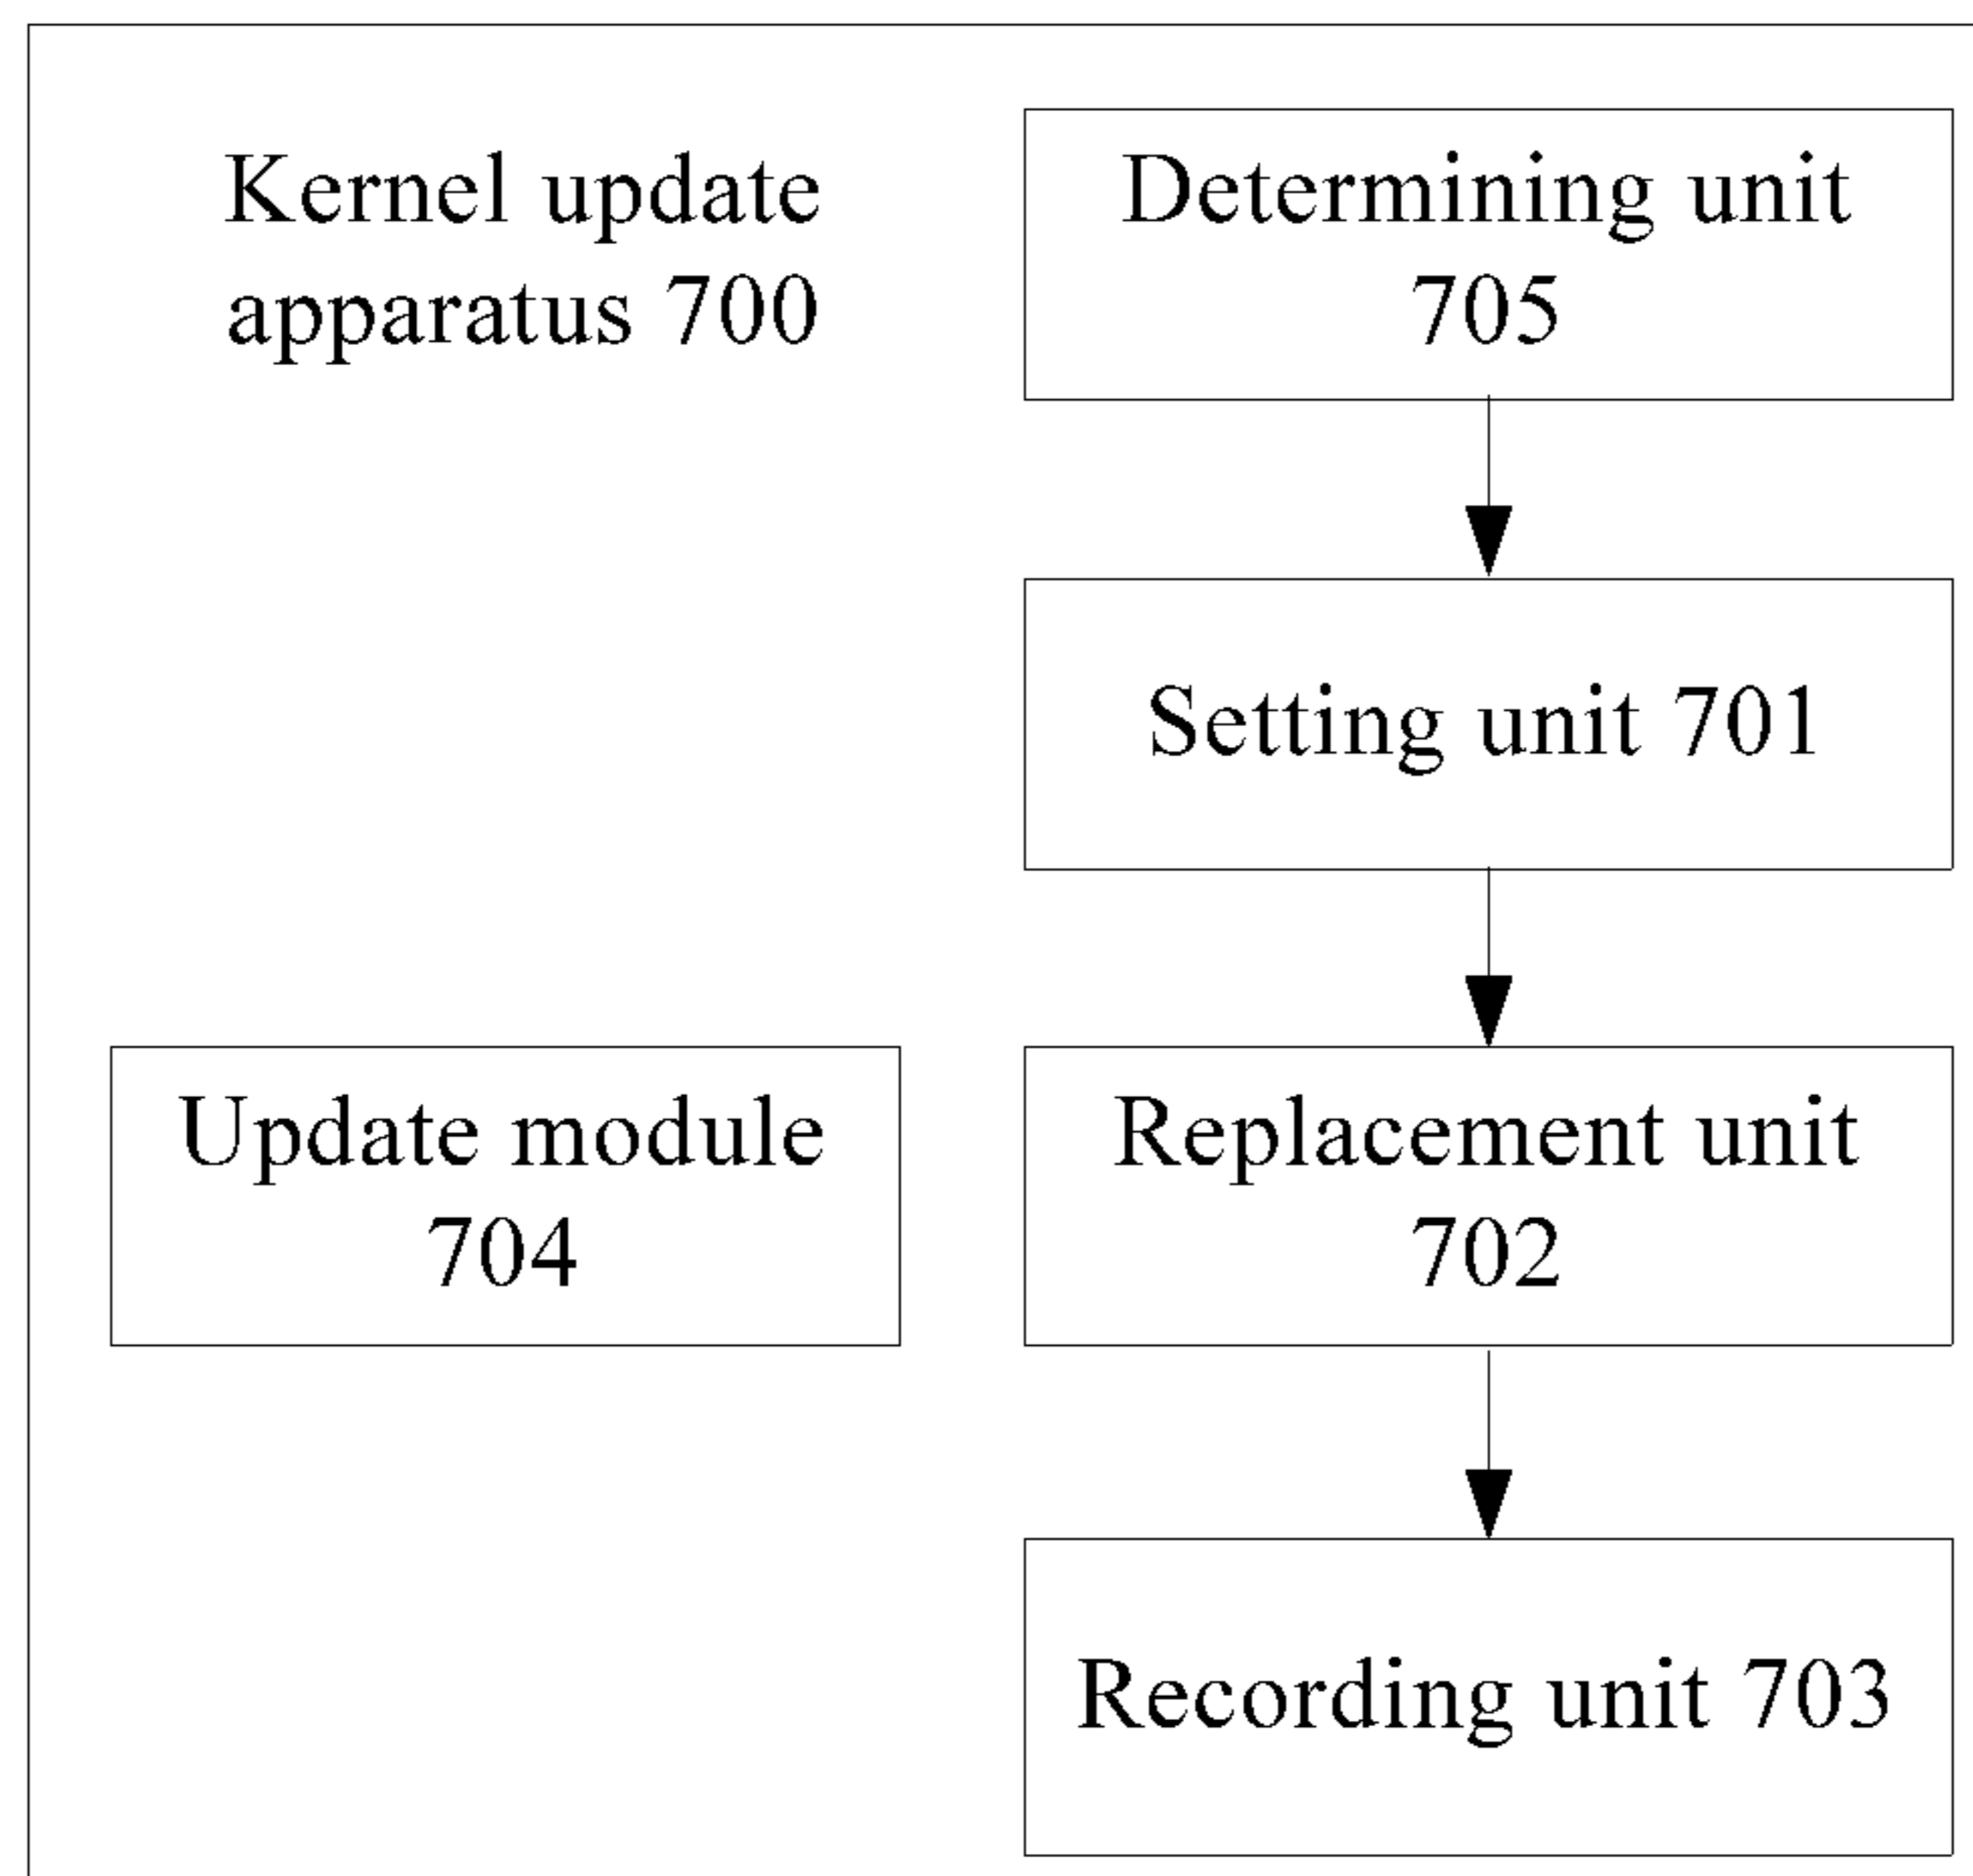 Kernel update
apparatus 700
Determining unit
705
Setting unit 701
Update module
704
Replacement unit
702
Recording unit 703